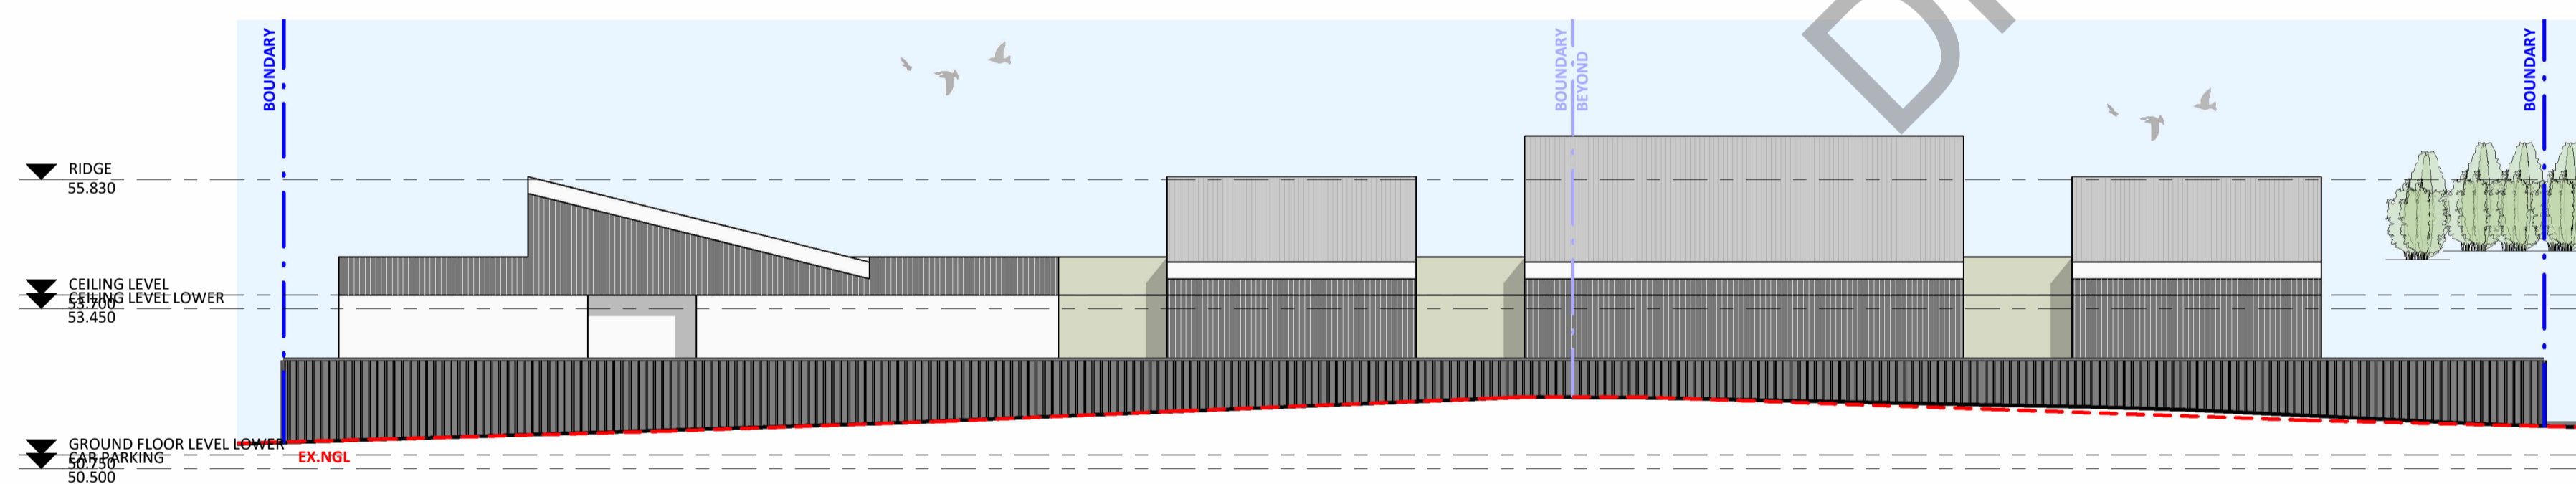 BOUNDARY
BOUNDARY
BEYOND
BOUNDARY
RIDGE
55.830
CEILING LEVEL
53.700
CEILING LEVEL LOWER
53.450
GROUND FLOOR LEVEL LOWER
50.750
CAR PARKING
50.500
EX.NGL